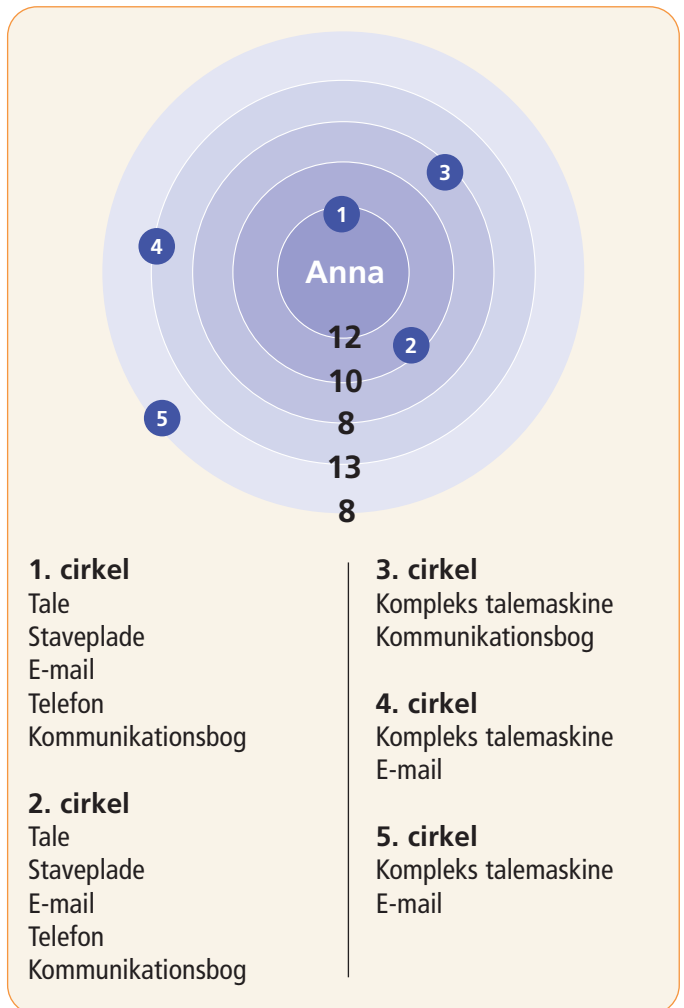 3
1
4
Anna
12
2
10
5
8
13
8
1. cirkel
Tale
Staveplade
E-mail
Telefon
Kommunikationsbog
2. cirkel
Tale
Staveplade
E-mail
Telefon
Kommunikationsbog
3. cirkel
Kompleks talemaskine
Kommunikationsbog
4. cirkel
Kompleks talemaskine
E-mail
5. cirkel
Kompleks talemaskine
E-mail